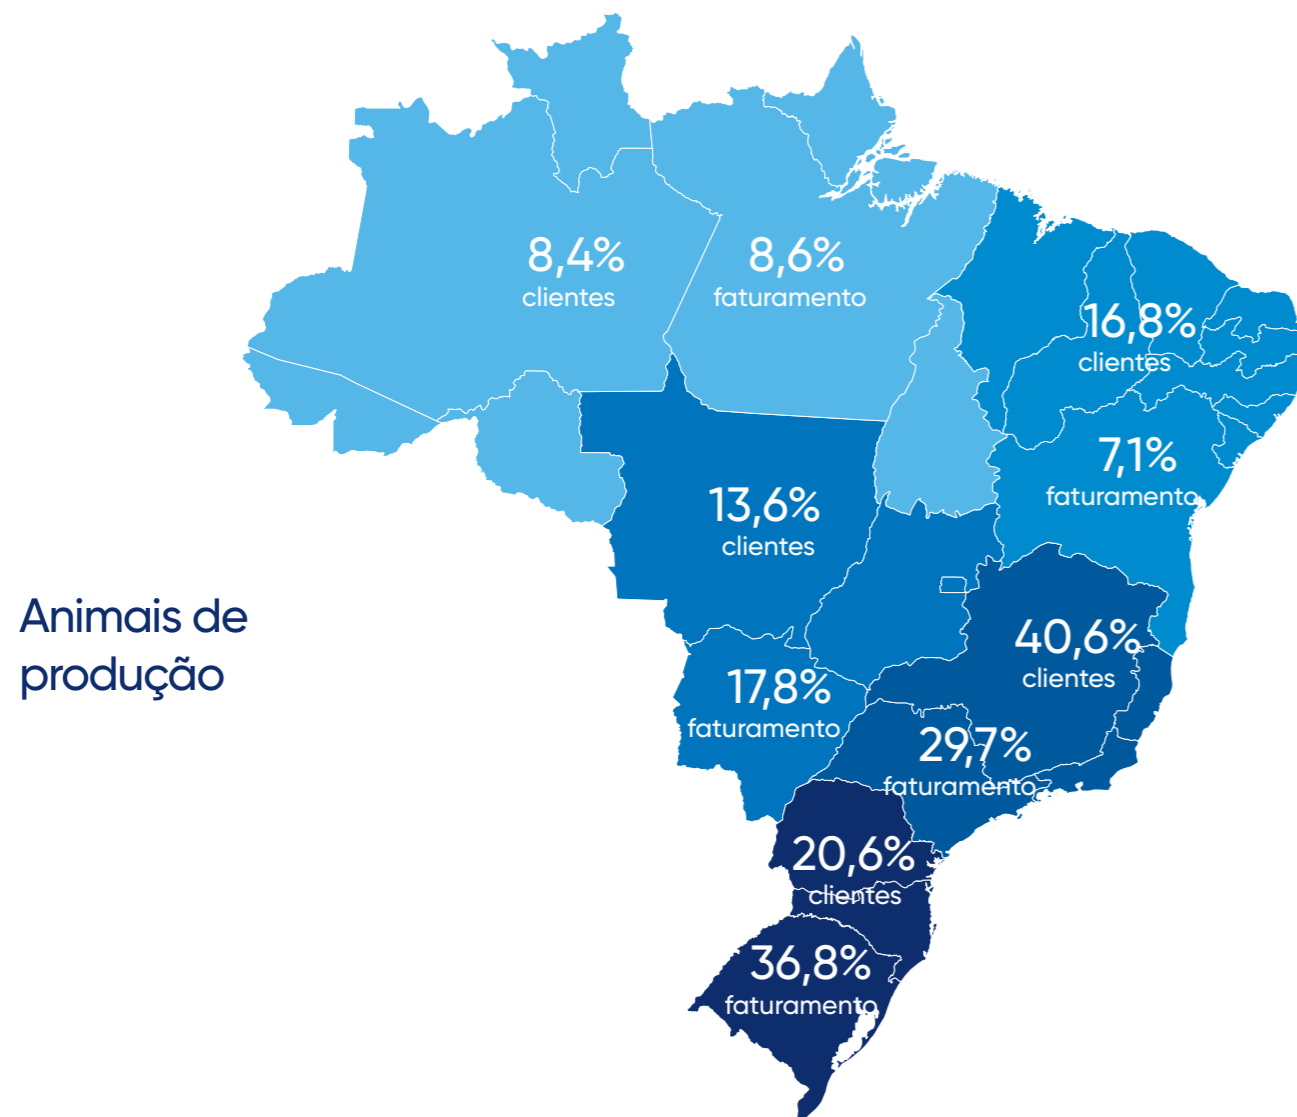 8,4%
clientes
8,6%
faturamento
16,8%
clientes
7,1%
faturamento
13,6%
clientes
17,8%
faturamento
Animais de
produção
40,6%
clientes
29,7%
faturamento
20,6%
clientes
36,8%
faturamento